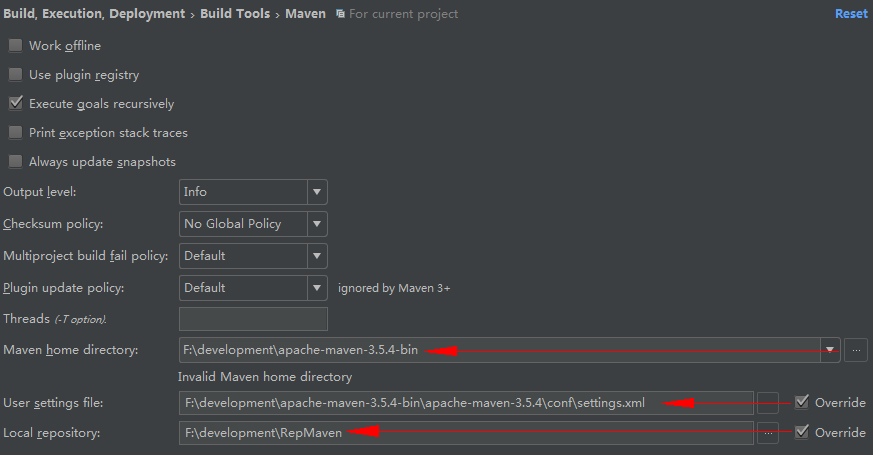 Build, Execution, Deployment › Build Tools › Maven For current project Reset
Work offline
Use plugin registry
Execute goals recursively
Print exception stack traces
Always update snapshots
Output level: Info
Checksum policy: No Global Policy
Multiproject build fail policy: Default
Plugin update policy: Default ignored by Maven 3+
Threads (-T option).
Maven home directory: F:\development\apache-maven-3.5.4-bin ...
Invalid Maven home directory
User settings file: F:\development\apache-maven-3.5.4-bin\apache-maven-3.5.4\conf\settings.xml Override
Local repository: F:\development\RepMaven ... Override